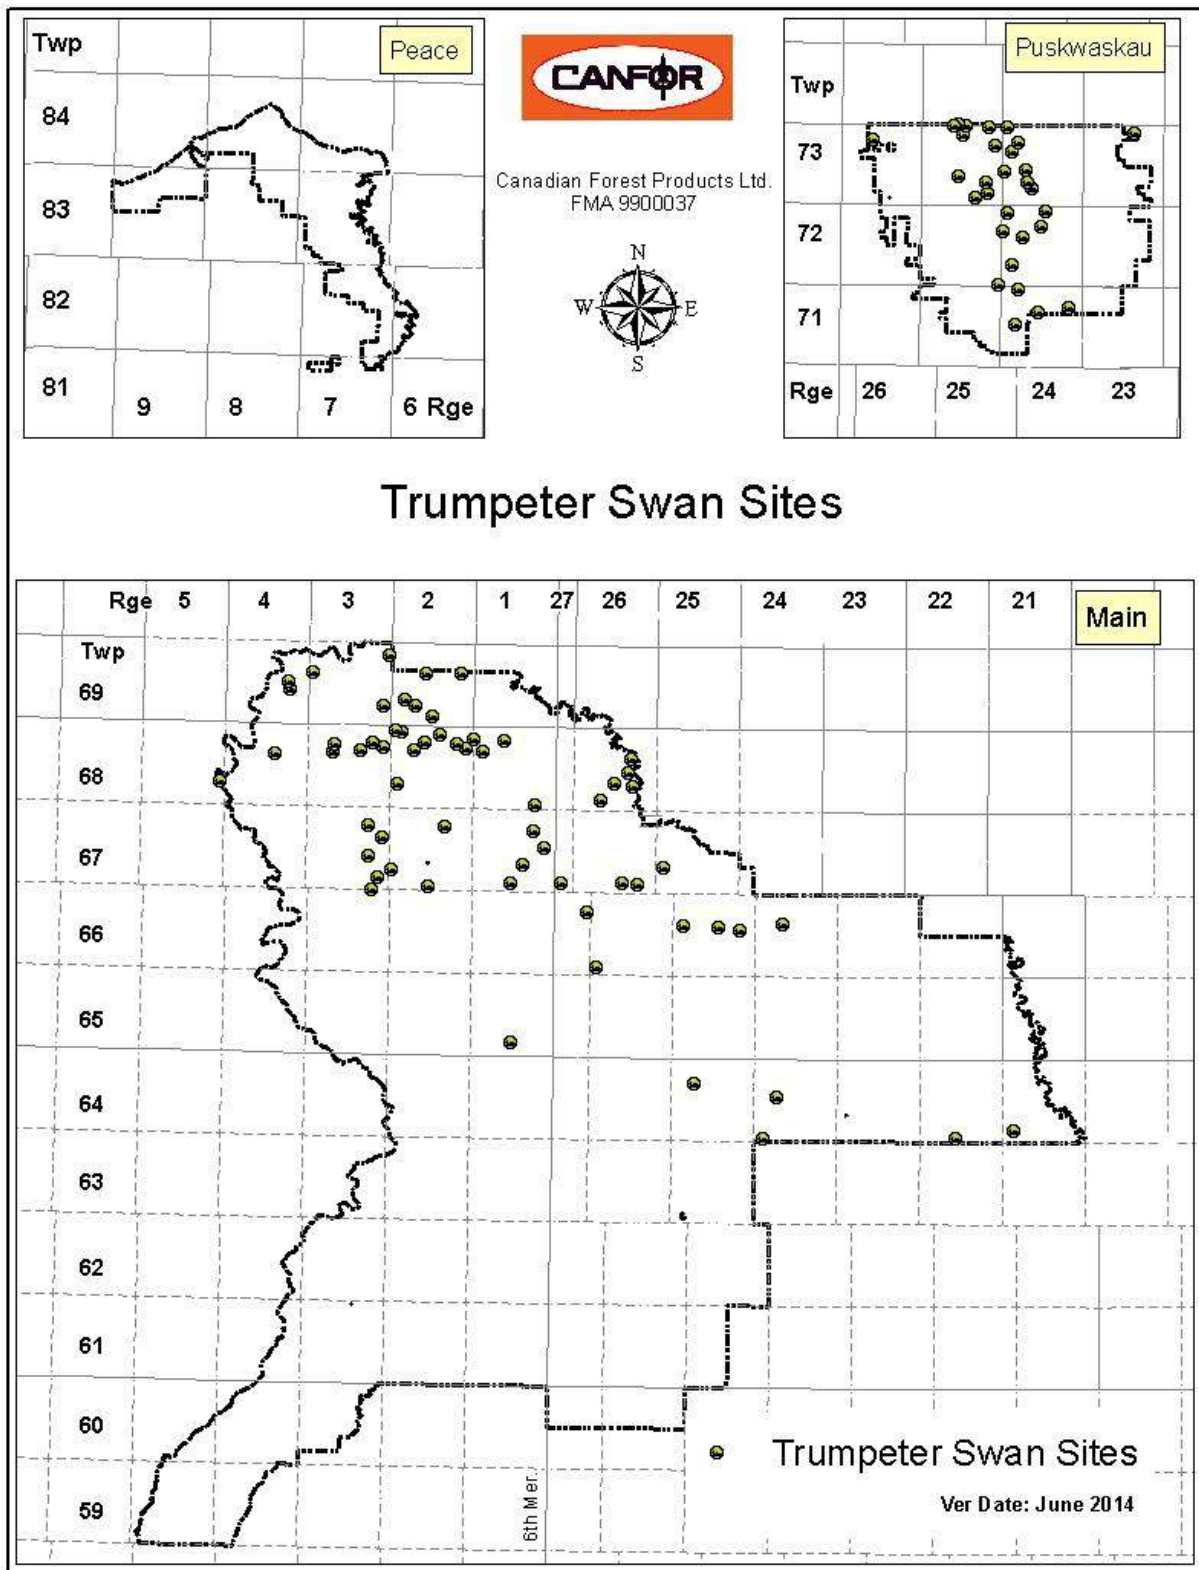 Twp
Peace
84
83
82
81
9 8 7 6 Rge
CANFOR
Canadian Forest Products Ltd.
FMA 9900037
N
W E
S
Puskwaskau
Twp
73
72
71
Rge 26 25 24 23
Trumpeter Swan Sites
Rge 5 4 3 2 1 27 26 25 24 23 22 21
Main
Twp
69
68
67
66
65
64
63
62
61
60
59
6th Mer.
Trumpeter Swan Sites
Ver Date: June 2014